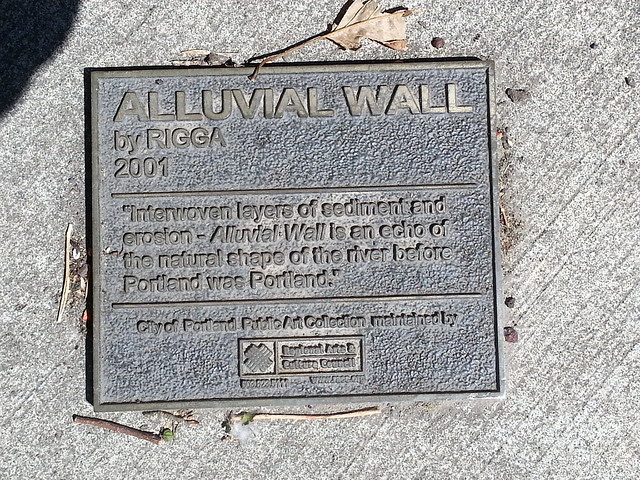 ALLUVIAL WALL
by RIGGA
2001
"Interwoven layers of sediment and
erosion - Alluvial Wall is an echo of
the natural shape of the river before
Portland was Portland."
City of Portland Public Art Collection maintained by
Regional Arts &
Culture Council